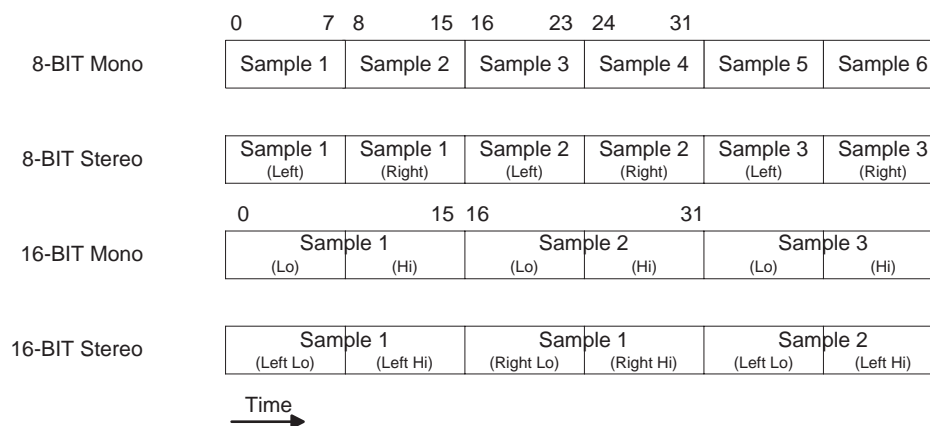 0 7 8 15 16 23 24 31
8-BIT Mono Sample 1 Sample 2 Sample 3 Sample 4 Sample 5 Sample 6
8-BIT Stereo Sample 1 Sample 1 Sample 2 Sample 2 Sample 3 Sample 3
(Left) (Right) (Left) (Right) (Left) (Right)
0 15 16 31
16-BIT Mono Sample 1 Sample 2 Sample 3
(Lo) (Hi) (Lo) (Hi) (Lo) (Hi)
16-BIT Stereo Sample 1 Sample 1 Sample 2
(Left Lo) (Left Hi) (Right Lo) (Right Hi) (Left Lo) (Left Hi)
Time